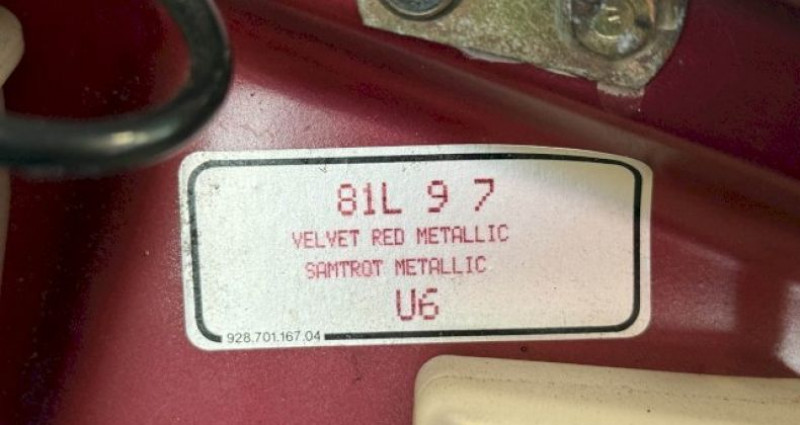 81L 9 7
VELVET RED METALLIC
SAMTROT METALLIC
U6
928.701.167.04